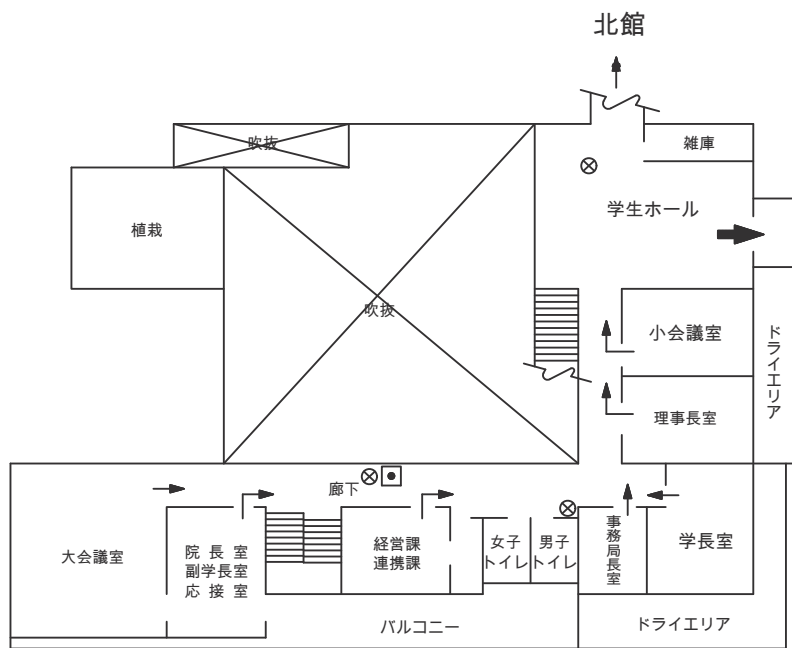 北館
吹抜
雑庫
学生ホール
植栽
吹抜
小会議室
ドライエリア
理事長室
廊下
大会議室
院長室
副学長室
応接室
経営課
連携課
女子
トイレ
男子
トイレ
事務局長室
学長室
バルコニー
ドライエリア